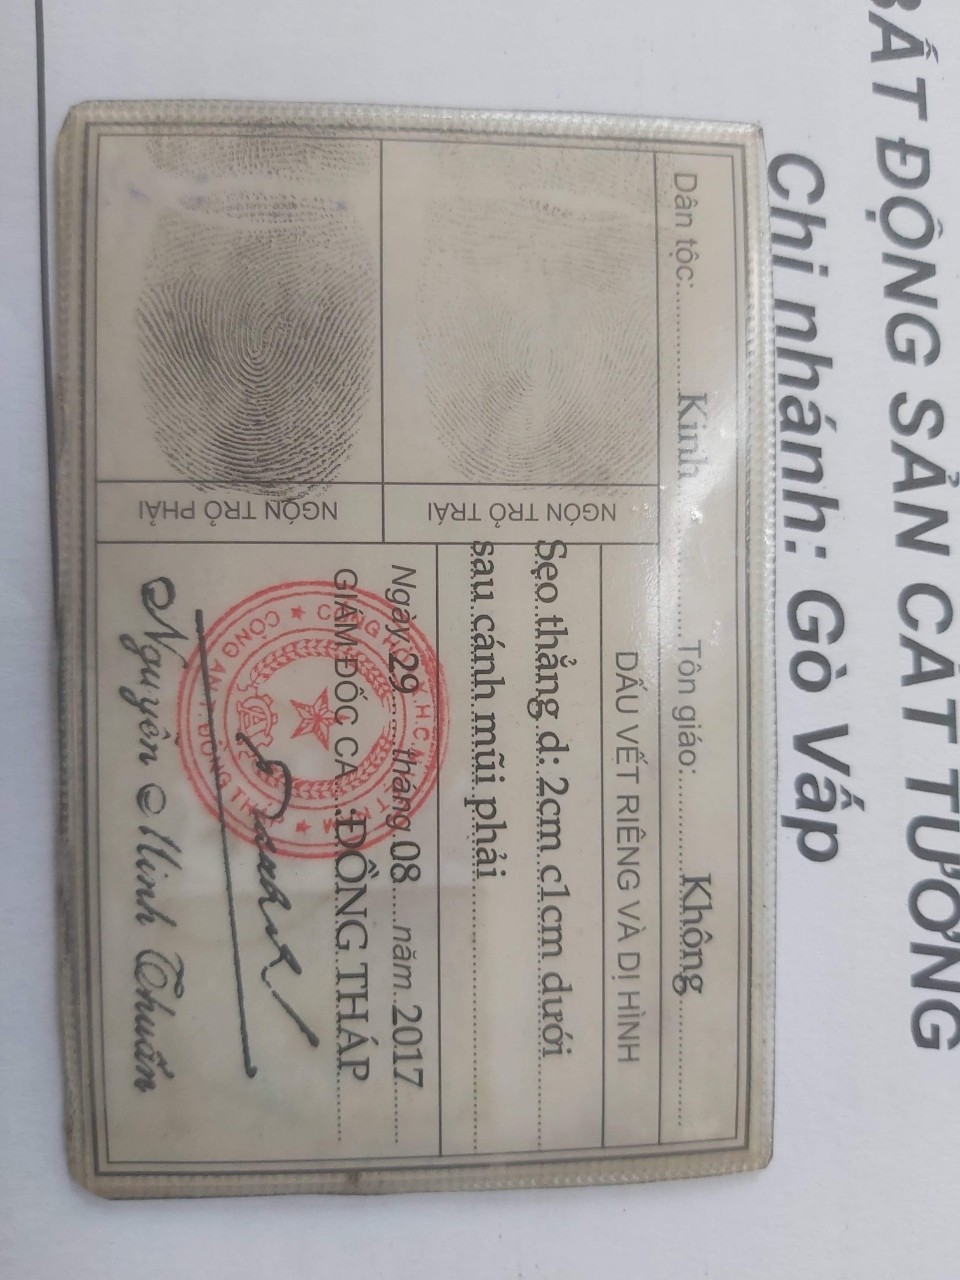 BẤT ĐỘNG SẢN CÁT TƯỜNG
Chi nhánh: Gò Vấp
Dân tộc: Kinh Tôn giáo: Không
NGÓN TRỎ TRÁI
NGÓN TRỎ PHẢI
DẤU VẾT RIÊNG VÀ DỊ HÌNH
Sẹo thẳng d: 2cm c1cm dưới
sau cánh mũi phải
Ngày 29 tháng 08 năm 2017
GIÁM ĐỐC CA ĐỒNG THÁP
Nguyễn Minh Thuấn